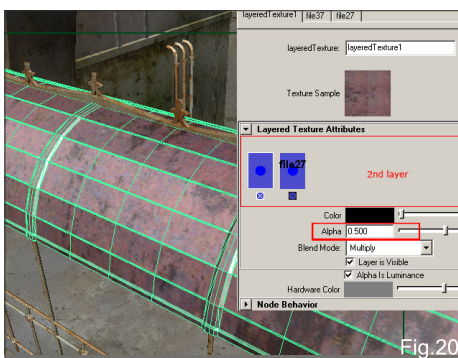 layeredTexture1 file37 file27
layeredTexture: layeredTexture1
Texture Sample
Layered Texture Attributes
file27
2nd layer
Color
Alpha 0.500
Blend Mode: Multiply
Layer is Visible
Alpha Is Luminance
Hardware Color
Node Behavior
Fig.20